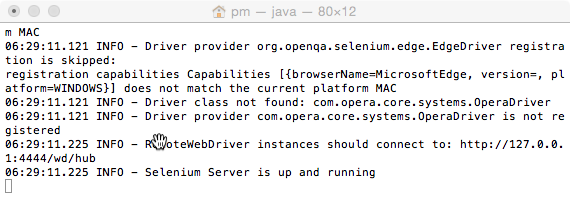 pm — java — 80×12
m MAC
06:29:11.121 INFO - Driver provider org.openqa.selenium.edge.EdgeDriver registra
tion is skipped:
registration capabilities Capabilities [{browserName=MicrosoftEdge, version=, pl
atform=WINDOWS}] does not match the current platform MAC
06:29:11.121 INFO - Driver class not found: com.opera.core.systems.OperaDriver
06:29:11.121 INFO - Driver provider com.opera.core.systems.OperaDriver is not re
gistered
06:29:11.225 INFO - RemoteWebDriver instances should connect to: http://127.0.0.
1:4444/wd/hub
06:29:11.225 INFO - Selenium Server is up and running